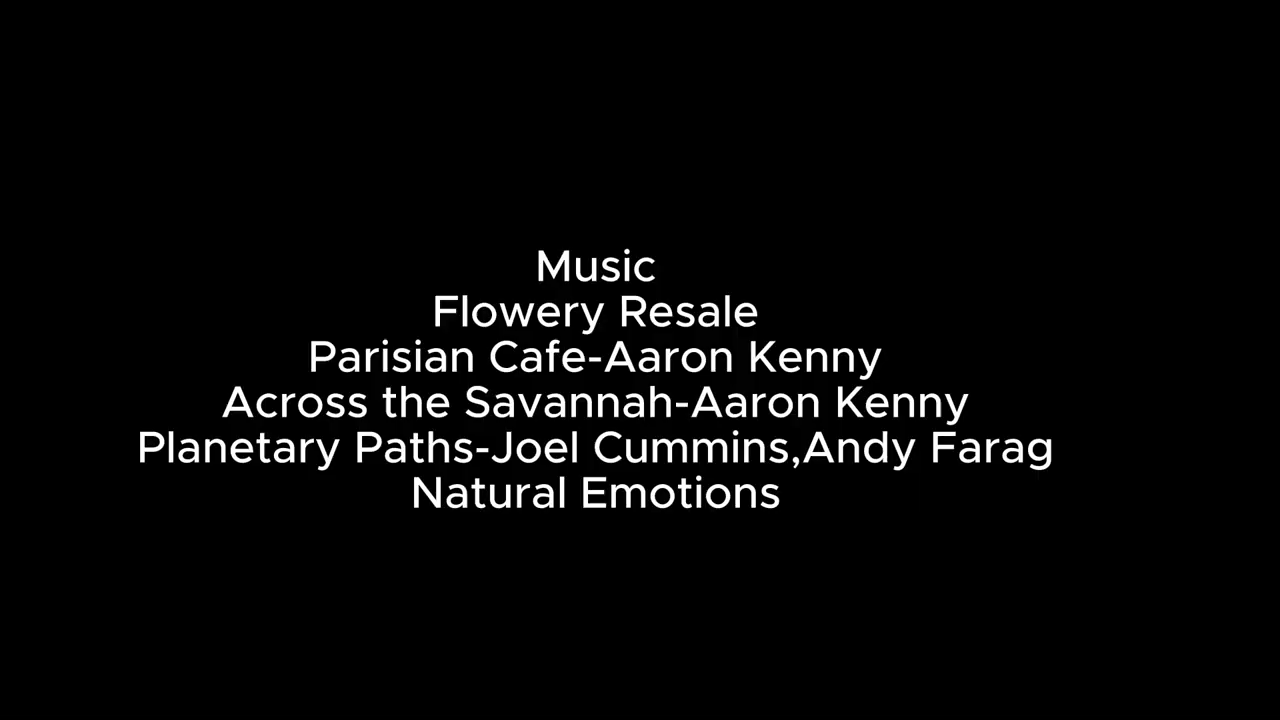 Music
Flowery Resale
Parisian Cafe-Aaron Kenny
Across the Savannah-Aaron Kenny
Planetary Paths-Joel Cummins,Andy Farag
Natural Emotions